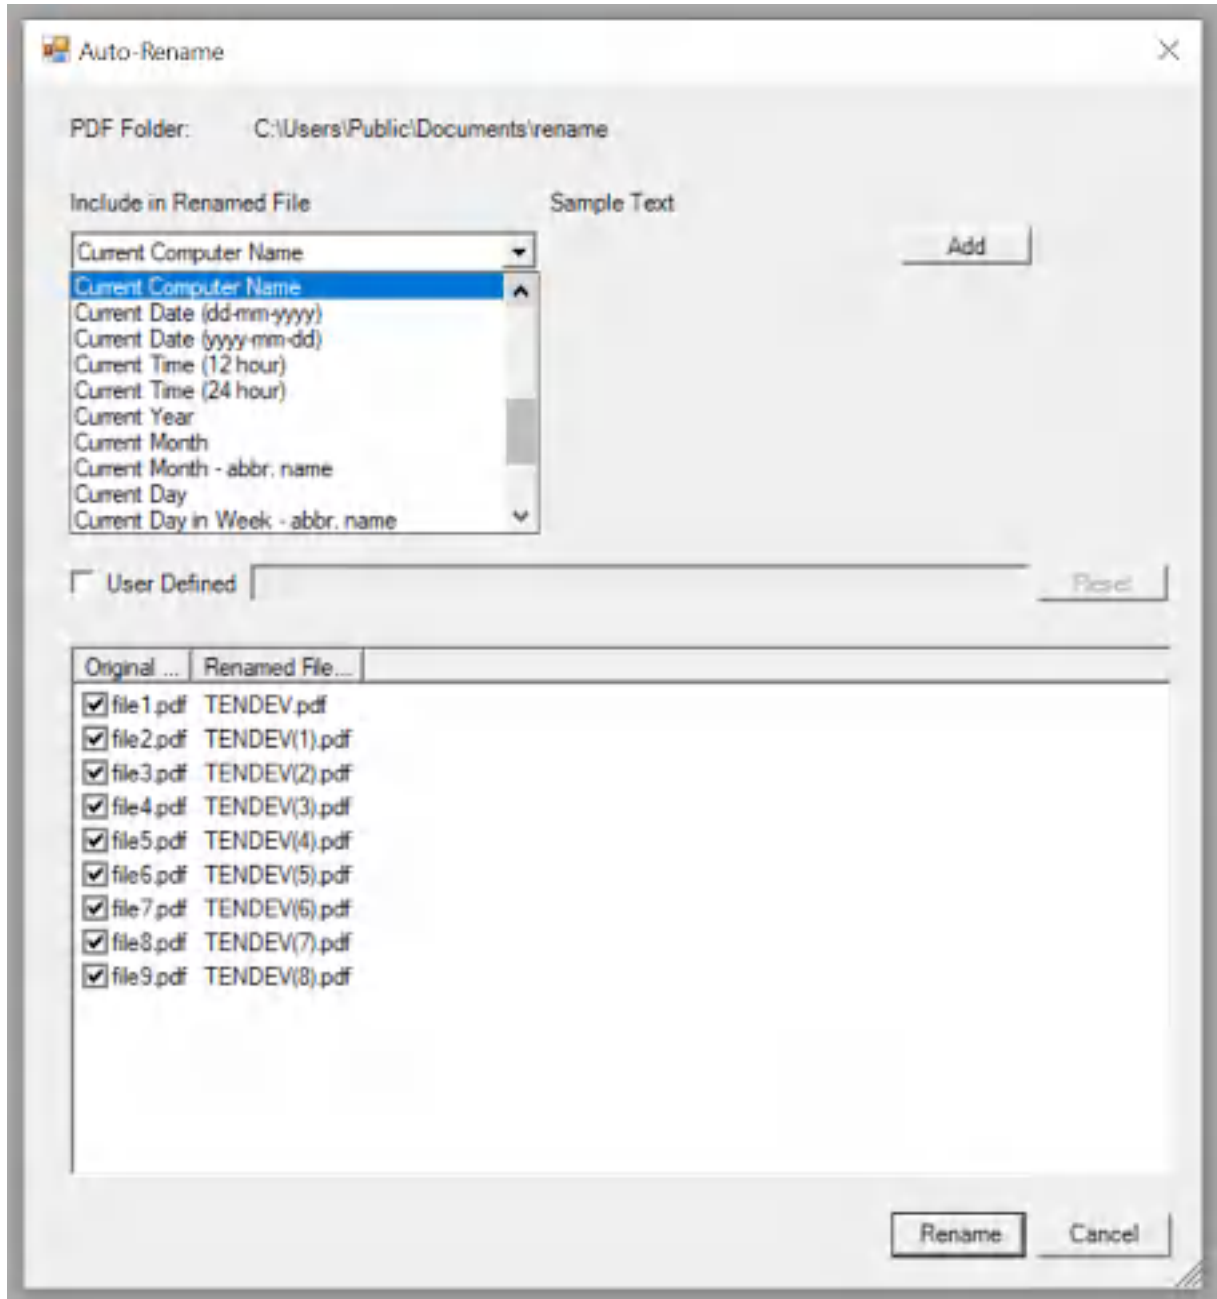 Auto-Rename
PDF Folder: C:\Users\Public\Documents\rename
Include in Renamed File Sample Text
Current Computer Name Add
Current Computer Name
Current Date (dd-mm-yyyy)
Current Date (yyyy-mm-dd)
Current Time (12 hour)
Current Time (24 hour)
Current Year
Current Month
Current Month - abbr. name
Current Day
Current Day in Week - abbr. name
User Defined Reset
Original ... Renamed File...
file1.pdf TENDEV.pdf
file2.pdf TENDEV(1).pdf
file3.pdf TENDEV(2).pdf
file4.pdf TENDEV(3).pdf
file5.pdf TENDEV(4).pdf
file6.pdf TENDEV(5).pdf
file7.pdf TENDEV(6).pdf
file8.pdf TENDEV(7).pdf
file9.pdf TENDEV(8).pdf
Rename Cancel